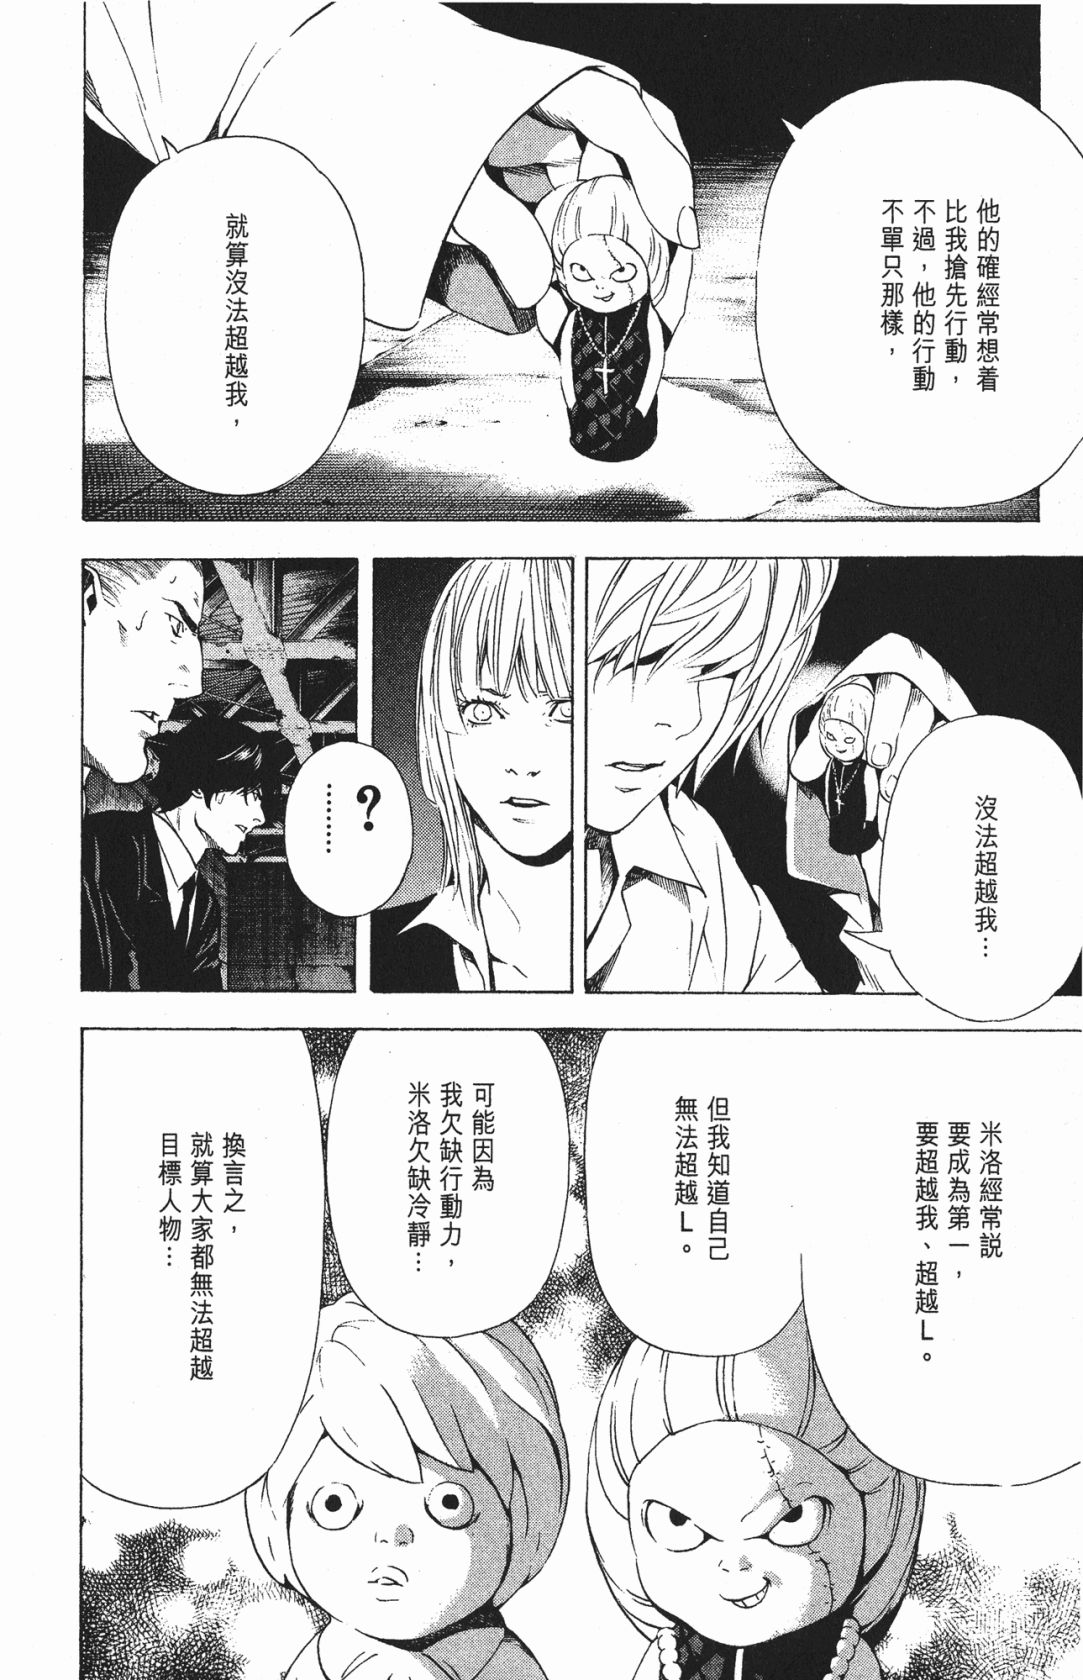 他的確經常想着
比我搶先行動，
不過，他的行動
不單只那樣，
就算沒法超越我，
沒法超越我…
？
………
米洛經常説
要成為第一，
要超越我、超越L。
但我知道自己
無法超越L。
可能因為
我欠缺行動力，
米洛欠缺冷靜…
換言之，
就算大家都無法超越
目標人物…